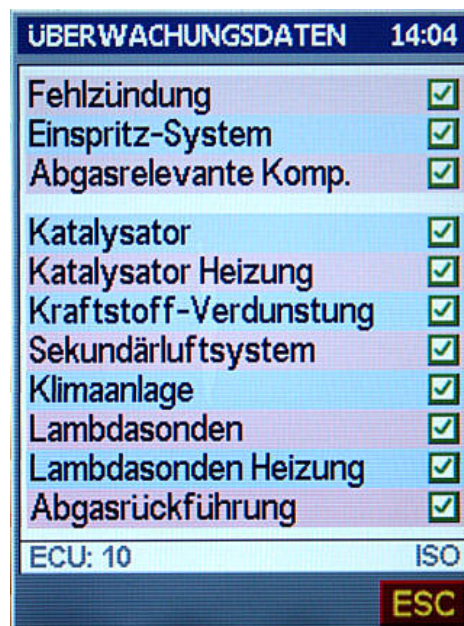 ÜBERWACHUNGSDATEN 14:04
Fehlzündung
Einspritz-System
Abgasrelevante Komp.
Katalysator
Katalysator Heizung
Kraftstoff-Verdunstung
Sekundärluftsystem
Klimaanlage
Lambdasonden
Lambdasonden Heizung
Abgasrückführung
ECU: 10 ISO
ESC